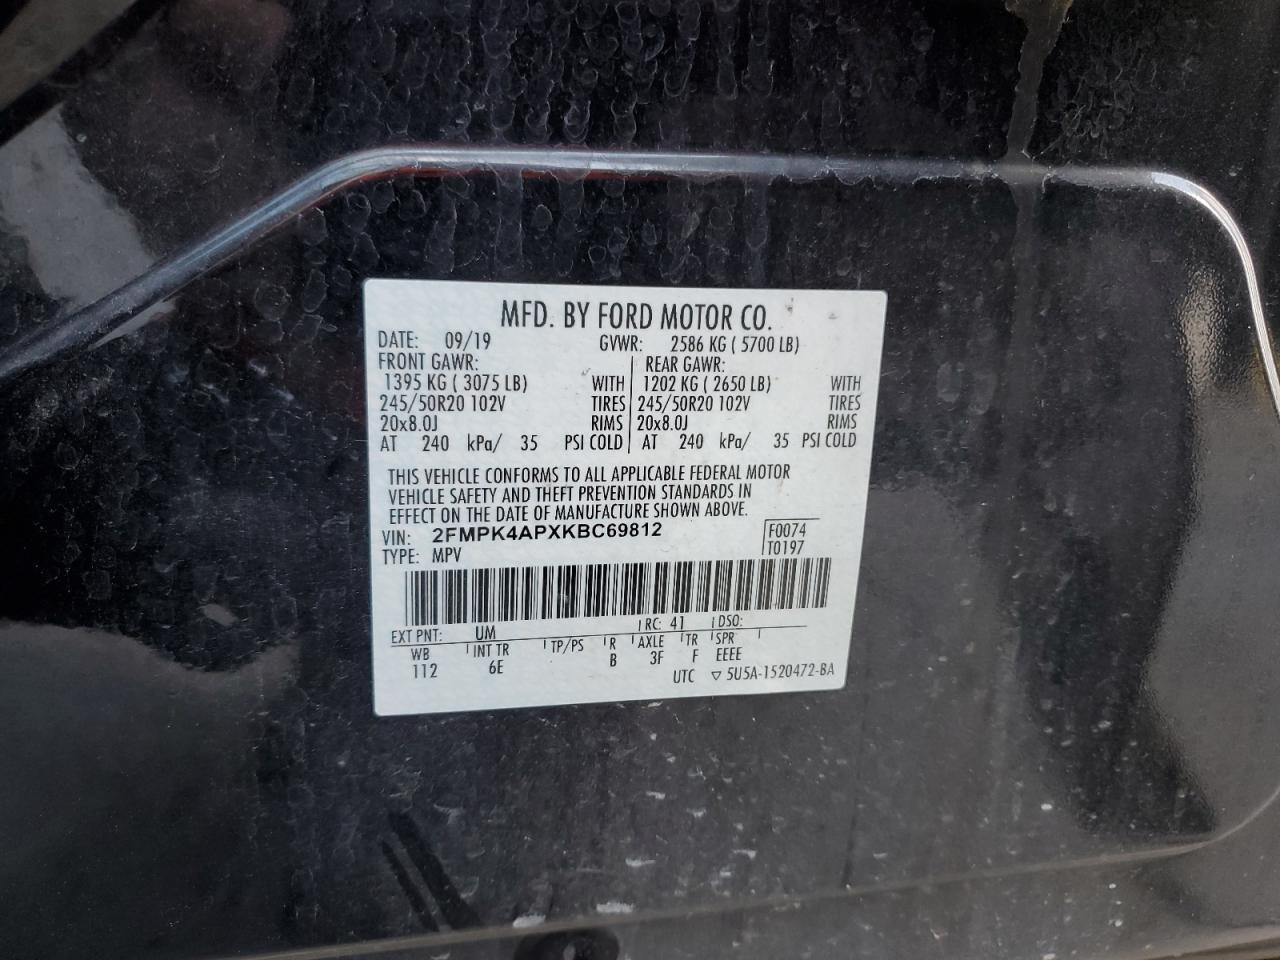 MFD. BY FORD MOTOR CO.
DATE: 09/19 GVWR: 2586 KG ( 5700 LB)
FRONT GAWR: REAR GAWR:
1395 KG ( 3075 LB) WITH 1202 KG ( 2650 LB) WITH
245/50R20 102V TIRES 245/50R20 102V TIRES
20x8.0J RIMS 20x8.0J RIMS
AT 240 kPa/ 35 PSI COLD AT 240 kPa/ 35 PSI COLD
THIS VEHICLE CONFORMS TO ALL APPLICABLE FEDERAL MOTOR
VEHICLE SAFETY AND THEFT PREVENTION STANDARDS IN
EFFECT ON THE DATE OF MANUFACTURE SHOWN ABOVE.
VIN: 2FMPK4APXKBC69812 F0074
TYPE: MPV T0197
EXT PNT: UM RC: 41 DSO:
WB INT TR TP/PS R AXLE TR SPR
112 6E B 3F F EEEE
UTC ▽ 5U5A-1520472-BA